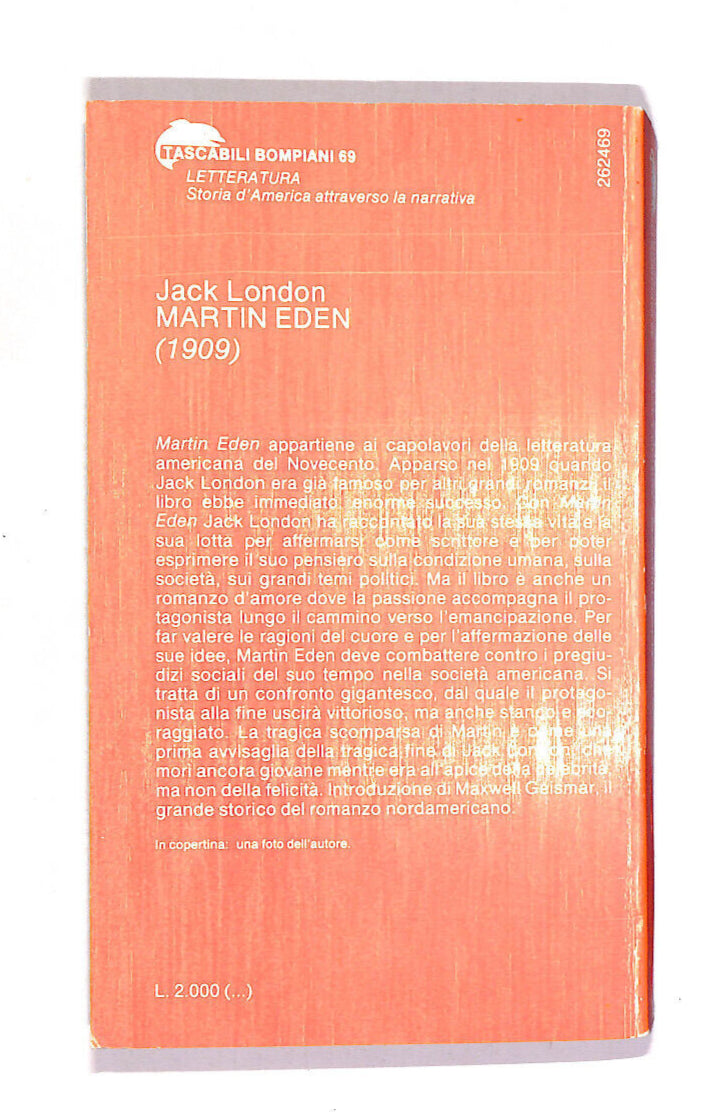 TASCABILI BOMPIANI 69
LETTERATURA
Storia d'America attraverso la narrativa
262469
Jack London
MARTIN EDEN
(1909)
Martin Eden appartiene ai capolavori della letteratura
americana del Novecento. Apparso nel 1909 quando
Jack London era già famoso per altri grandi romanzi il
libro ebbe immediato enorme successo. Con Martin
Eden Jack London ha raccontato la sua stessa vita e la
sua lotta per affermarsi come scrittore e per poter
esprimere il suo pensiero sulla condizione umana, sulla
società, sui grandi temi politici. Ma il libro è anche un
romanzo d'amore dove la passione accompagna il pro-
tagonista lungo il cammino verso l'emancipazione. Per
far valere le ragioni del cuore e per l'affermazione delle
sue idee, Martin Eden deve combattere contro i pregiu-
dizi sociali del suo tempo nella società americana. Si
tratta di un confronto gigantesco, dal quale il protago-
nista alla fine uscirà vittorioso, ma anche stanco e sco-
raggiato. La tragica scomparsa di Martin è come una
prima avvisaglia della tragica fine di Jack London, che
morì ancora giovane mentre era all'apice della celebrità,
ma non della felicità. Introduzione di Maxwell Geismar, il
grande storico del romanzo nordamericano.
In copertina: una foto dell'autore.
L. 2.000 (...)